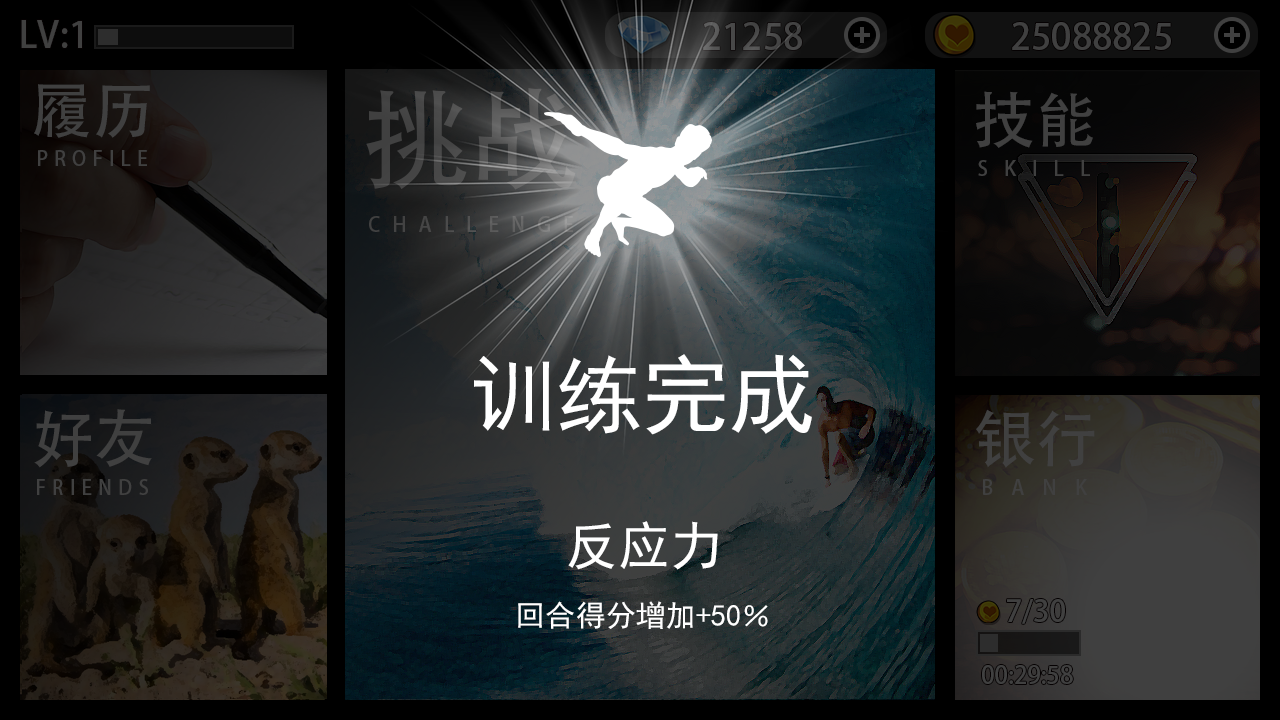 LV:1
21258
25088825
履历
PROFILE
挑战
CHALLENGE
技能
SKILL
训练完成
好友
FRIENDS
银行
BANK
反应力
回合得分增加+50%
7/30
00:29:58